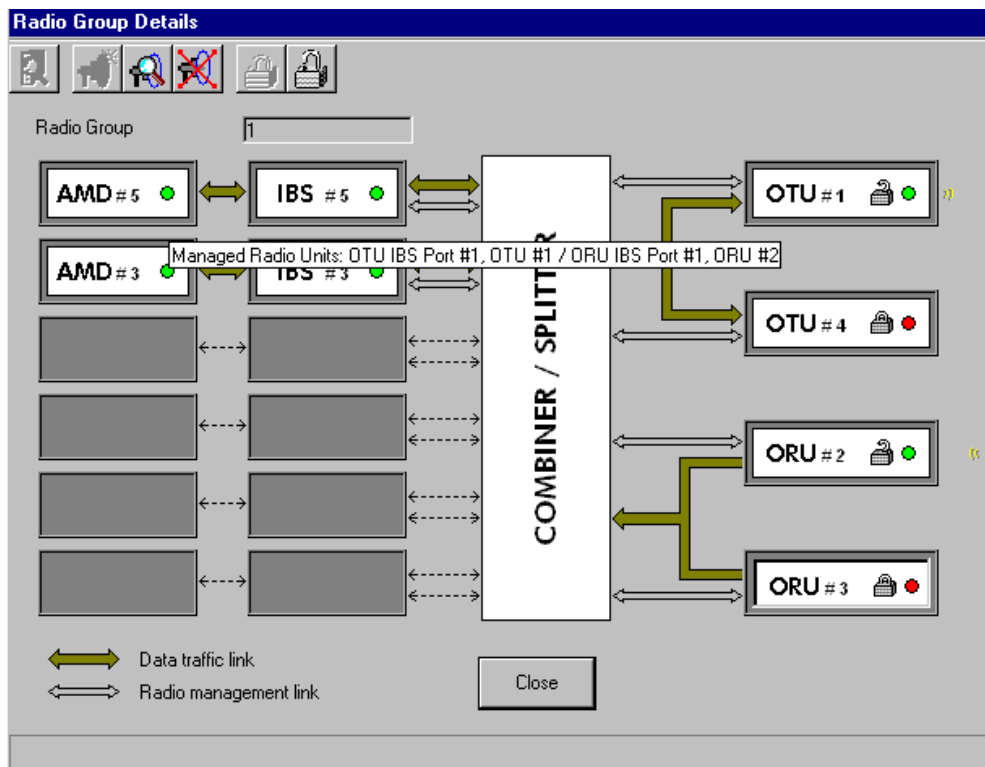 Radio Group Details
Radio Group 1
AMD #5 IBS #5 OTU #1
Managed Radio Units: OTU IBS Port #1, OTU #1 / ORU IBS Port #1, ORU #2
AMD #3 IBS #3
OTU #4
COMBINER / SPLITTER
ORU #2
ORU #3
Data traffic link
Radio management link
Close